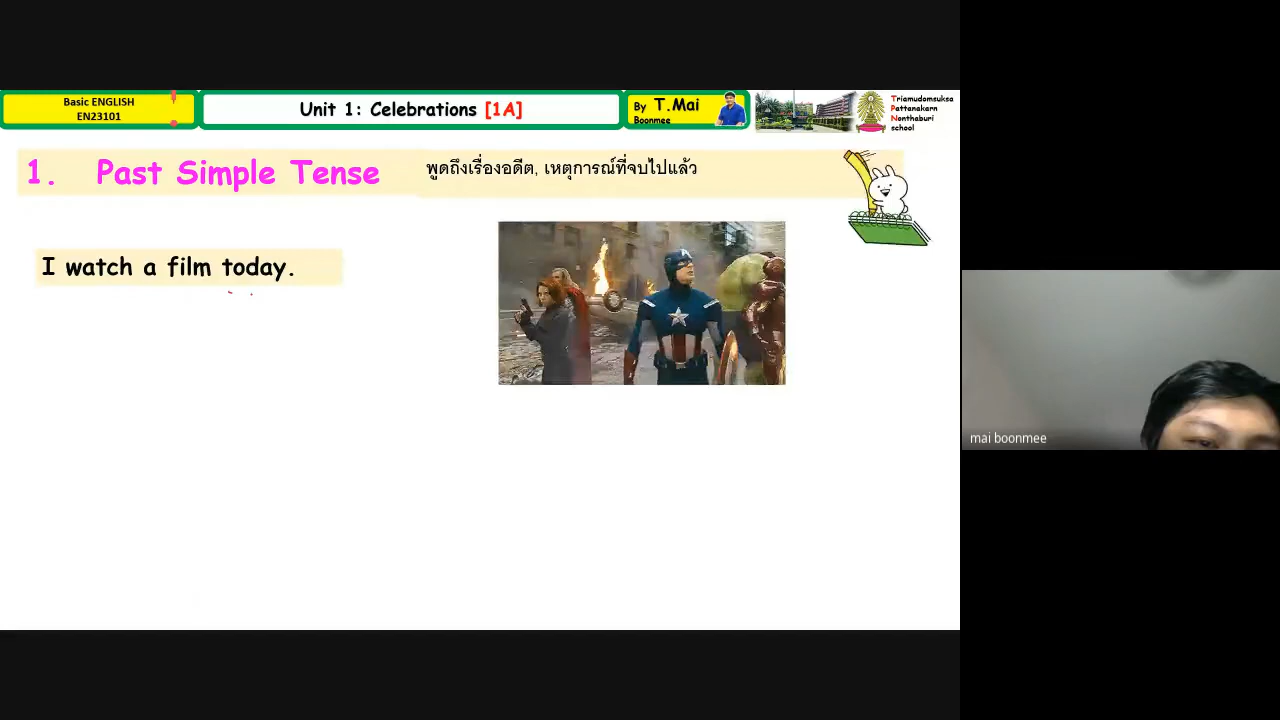 Basic ENGLISH
EN23101
Unit 1: Celebrations [1A]
By T.Mai
Boonmee
Triamudomsuksa
Pattanakarn
Nonthaburi
school
1. Past Simple Tense
พูดถึงเรื่องอดีต, เหตุการณ์ที่จบไปแล้ว
I watch a film today.
A
mai boonmee